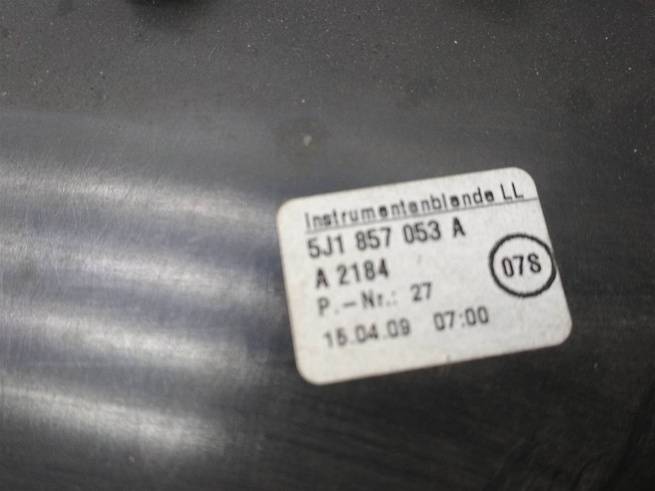 Instrumentenblende LL
5J1 857 053 A
A 2184
07S
P.-Nr.: 27
15.04.09 07:00